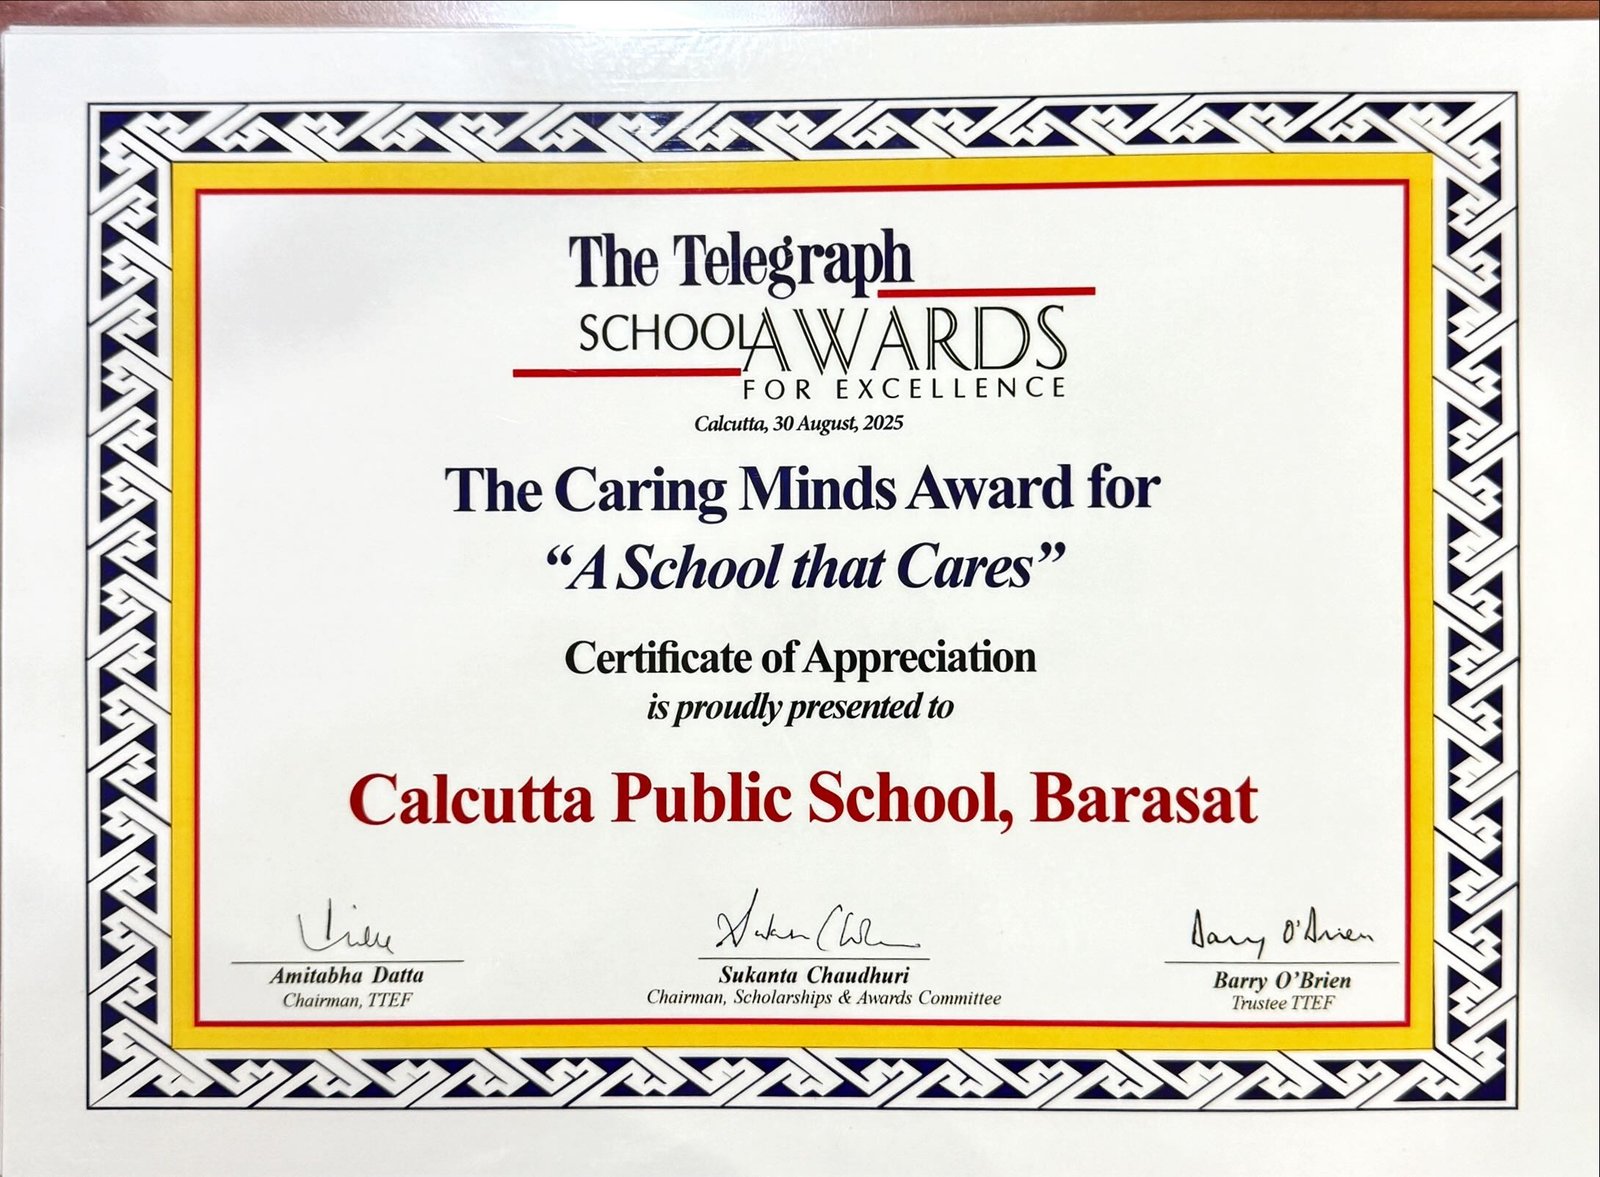 The Telegraph
SCHOOL AWARDS
FOR EXCELLENCE
Calcutta, 30 August, 2025
The Caring Minds Award for
“A School that Cares”
Certificate of Appreciation
is proudly presented to
Calcutta Public School, Barasat
Barry O'Brien
Amitabha Datta
Chairman, TTEF
Sukanta Chaudhuri
Chairman, Scholarships & Awards Committee
Barry O’Brien
Trustee TTEF